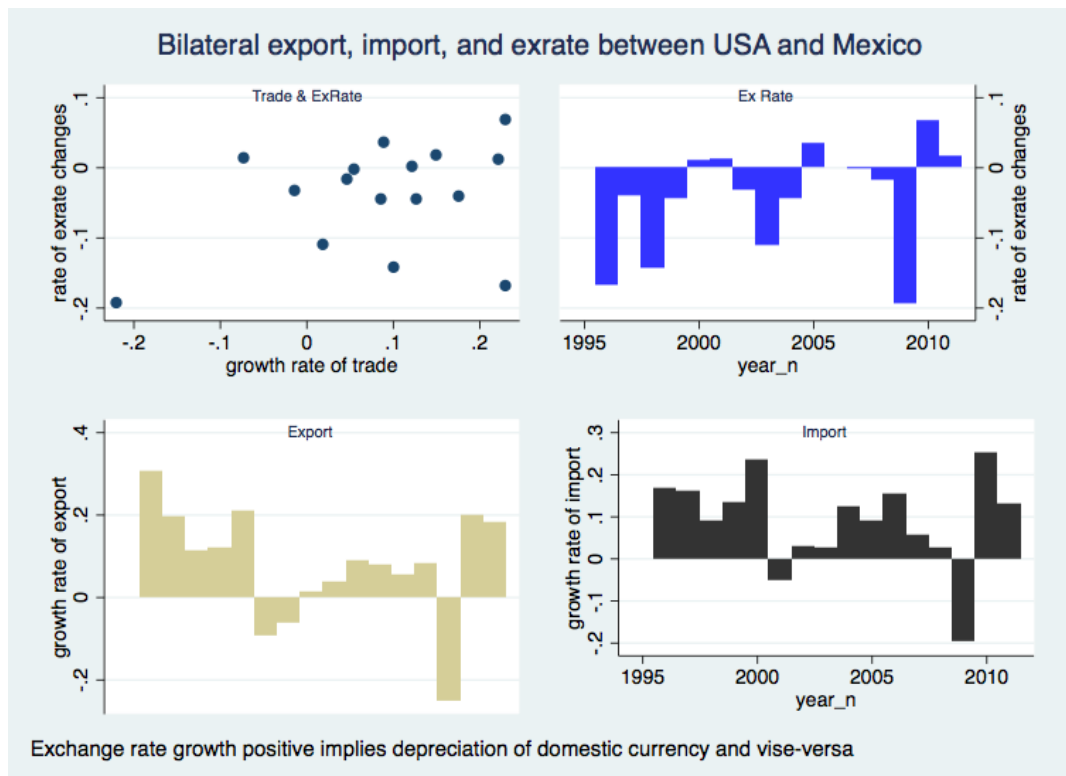 Bilateral export, import, and exrate between USA and Mexico
Trade & ExRate
rate of exrate changes
.1
0
-.1
-.2
-.2
-.1
0
.1
.2
growth rate of trade
Ex Rate
.1
0
-.1
-.2
rate of exrate changes
1995
2000
2005
2010
year_n
Export
growth rate of export
.4
.2
0
-.2
Import
growth rate of import
.3
.2
.1
0
-.1
-.2
1995
2000
2005
2010
year_n
Exchange rate growth positive implies depreciation of domestic currency and vise-versa